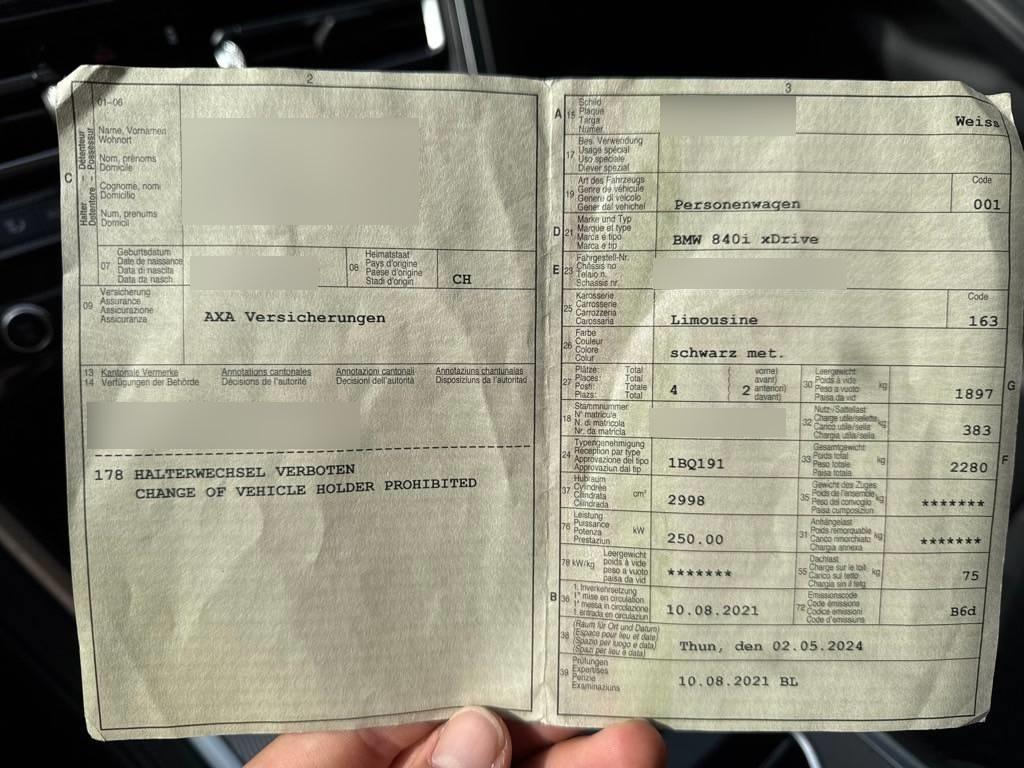 2
01-06
Halter - Détenteur
Detentore - Possessur
C
Name, Vornamen
Wohnort
Nom, prénoms
Domicile
Cognome, nomi
Domicilio
Num, prenums
Domicil
07
Geburtsdatum
Date de naissance
Data di nascita
Data da nasch.
08
Heimatstaat
Pays d'origine
Paese d'origine
Stadi d'origin
CH
09
Versicherung
Assurance
Assicurazione
Assicuranza
AXA Versicherungen
13 Kantonale Vermerke Annotations cantonales Annotazioni cantonali Annotaziuns chantunalas
14 Verfügungen der Behörde Décisions de l'autorité Decisioni dell'autorità Disposiziuns da l'autoritad
178 HALTERWECHSEL VERBOTEN
CHANGE OF VEHICLE HOLDER PROHIBITED
3
A
15
Schild
Plaque
Targa
Numer
Weiss
17
Bes. Verwendung
Usage spécial
Uso speciale
Diever spezial
19
Art des Fahrzeugs
Genre de véhicule
Genere di veicolo
Gener dal vehichel
Personenwagen
Code
001
D
21
Marke und Typ
Marque et type
Marca e tipo
Marca e tip
BMW 840i xDrive
E
23
Fahrgestell-Nr.
Châssis no
Telaio n.
Schassis nr.
25
Karosserie
Carrosserie
Carrozzeria
Carossaria
Limousine
Code
163
26
Farbe
Couleur
Colore
Colur
schwarz met.
27
Plätze: Total
Places: Total
Posti: Totale
Plazs: Total
4
2
vorne)
avant)
anteriori)
davant)
30
Leergewicht
Poids à vide
Peso a vuoto
Paisa da vid
kg
1897
G
18
Stammnummer
N° matricule
N. di matricola
Nr. da matricla
32
Nutz-/Sattellast
Charge utile/sellette
Carico utile/sella
Chargia utila/sella
kg
383
24
Typengenehmigung
Réception par type
Approvazione del tipo
Approvaziun dal tip
1BQ191
33
Gesamtgewicht
Poids total
Peso totale
Paisa totala
kg
2280
F
37
Hubraum
Cylindrée
Cilindrata
Cilindrada
cm³
2998
35
Gewicht des Zuges
Poids de l'ensemble
Peso del convoglio
Paisa cumposiziun
kg
*******
76
Leistung
Puissance
Potenza
Prestaziun
kW
250.00
31
Anhängelast
Poids remorquable
Carico rimorchiato
Chargia annexa
kg
*******
78 kW/kg
Leergewicht
poids à vide
peso a vuoto
paisa da vid
*******
55
Dachlast
Charge sur le toit
Carico sul tetto
Chargia sin il tetg
kg
75
B
36
1. Inverkehrsetzung
1re mise en circulation
1a messa in circolazione
1. entrada en circulaziun
10.08.2021
72
Emissionscode
Code émissions
Codice emissioni
Code d'emissiuns
B6d
38
(Raum für Ort und Datum)
(Espace pour lieu et date)
(Spazio per luogo e data)
(Spazi per lieu e data)
Thun, den 02.05.2024
39
Prüfungen
Expertises
Perizie
Examinaziuns
10.08.2021 BL